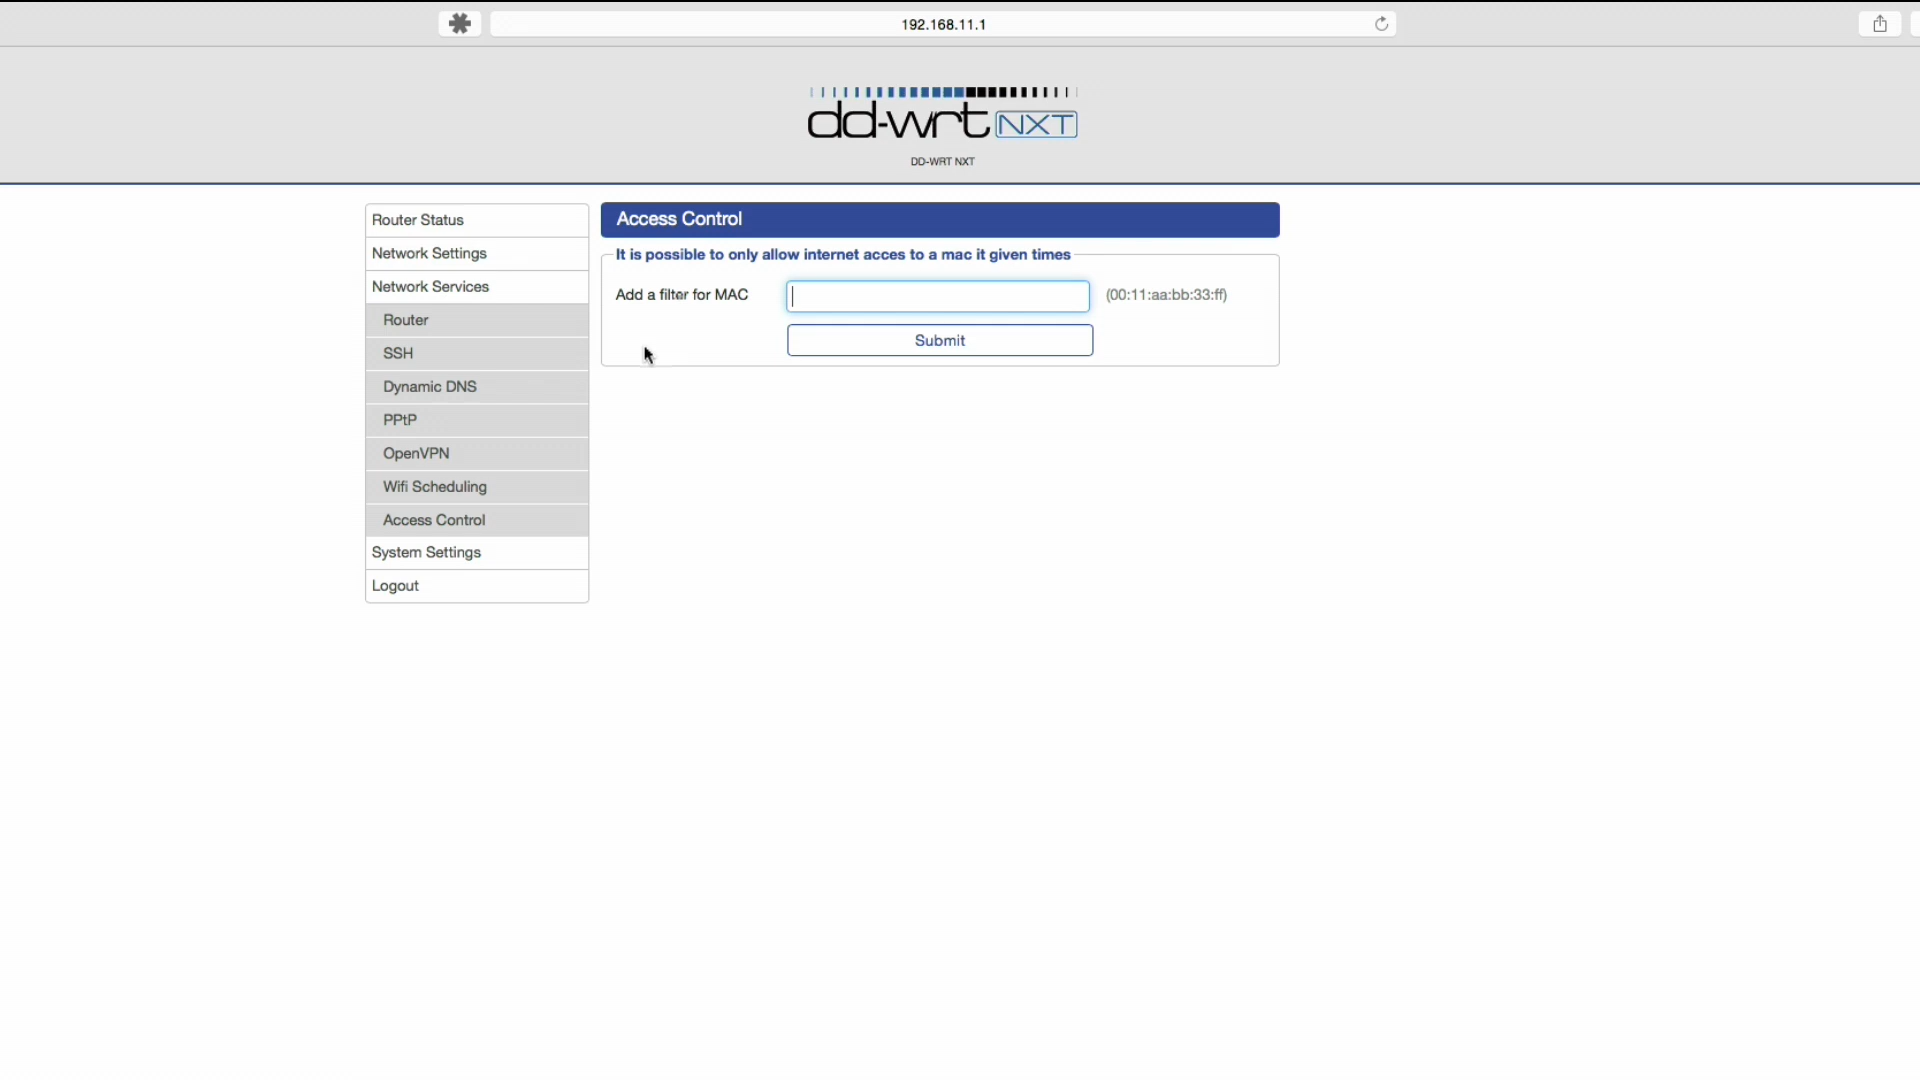 192.168.11.1
dd-wrt NXT
DD-WRT NXT
Router Status
Network Settings
Network Services
Router
SSH
Dynamic DNS
PPtP
OpenVPN
Wifi Scheduling
Access Control
System Settings
Logout
Access Control
It is possible to only allow internet acces to a mac it given times
Add a filter for MAC
(00:11:aa:bb:33:ff)
Submit